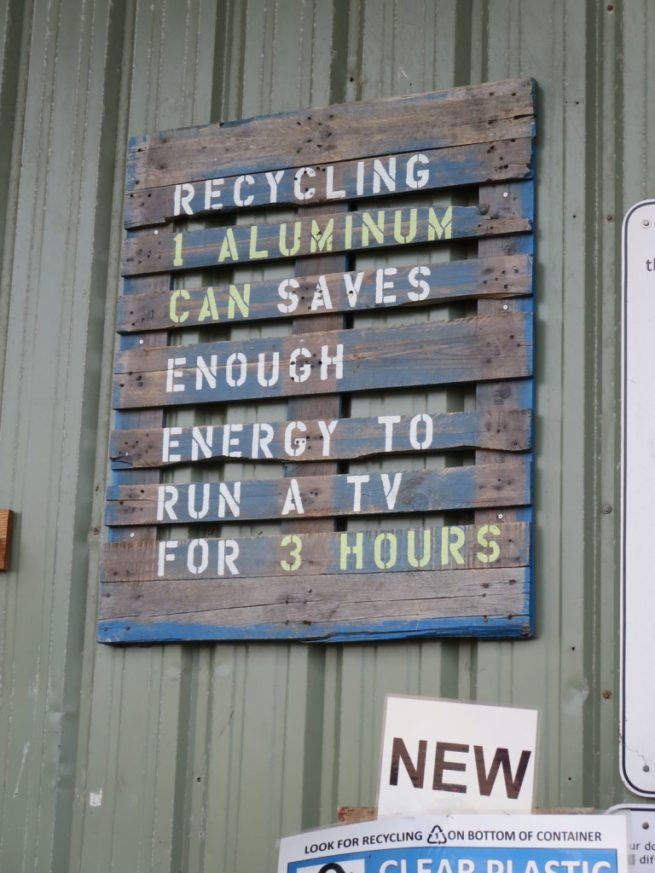 RECYCLING
1 ALUMINUM
CAN SAVES
ENOUGH
ENERGY TO
RUN A TV
FOR 3 HOURS
NEW
LOOK FOR RECYCLING 1 ON BOTTOM OF CONTAINER
CLEAR PLASTIC